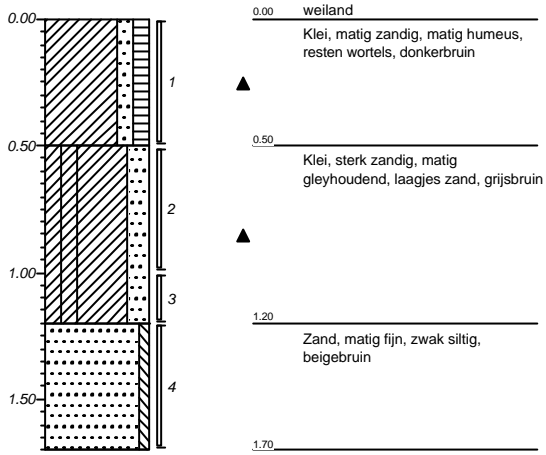 0.00
0.50
1.00
1.50
1
2
3
4
0.00 weiland
Klei, matig zandig, matig humeus,
resten wortels, donkerbruin
0.50
Klei, sterk zandig, matig
gleyhoudend, laagjes zand, grijsbruin
1.20
Zand, matig fijn, zwak siltig,
beigebruin
1.70